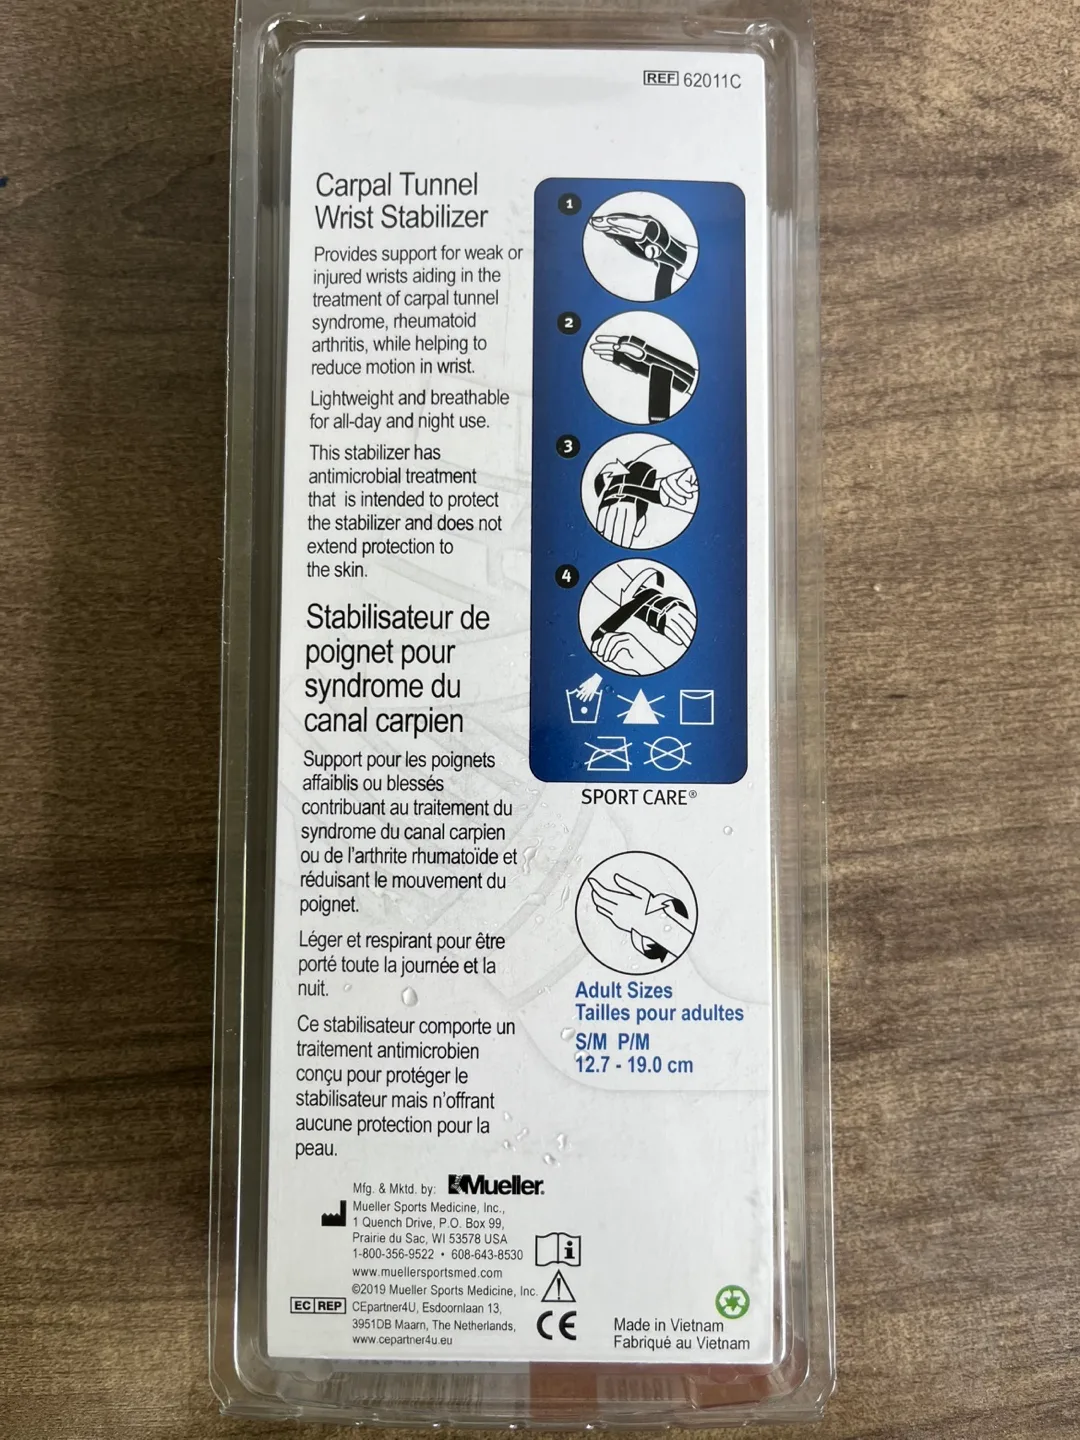 REF 62011C
Carpal Tunnel
Wrist Stabilizer
Provides support for weak or
injured wrists aiding in the
treatment of carpal tunnel
syndrome, rheumatoid
arthritis, while helping to
reduce motion in wrist.
Lightweight and breathable
for all-day and night use.
This stabilizer has
antimicrobial treatment
that is intended to protect
the stabilizer and does not
extend protection to
the skin.
Stabilisateur de
poignet pour
syndrome du
canal carpien
Support pour les poignets
affaiblis ou blessés
contribuant au traitement du
syndrome du canal carpien
ou de l'arthrite rhumatoïde et
réduisant le mouvement du
poignet.
Léger et respirant pour être
porté toute la journée et la
nuit.
Ce stabilisateur comporte un
traitement antimicrobien
conçu pour protéger le
stabilisateur mais n'offrant
aucune protection pour la
peau.
1
2
3
4
SPORT CARE®
Adult Sizes
Tailles pour adultes
S/M P/M
12.7 - 19.0 cm
Mfg. & Mktd. by: Mueller®
Mueller Sports Medicine, Inc.,
1 Quench Drive, P.O. Box 99,
Prairie du Sac, WI 53578 USA
1-800-356-9522 • 608-643-8530
www.muellersportsmed.com
©2019 Mueller Sports Medicine, Inc.
EC REP CEpartner4U, Esdoornlaan 13,
3951DB Maarn, The Netherlands,
www.cepartner4u.eu
i
CE
Made in Vietnam
Fabriqué au Vietnam